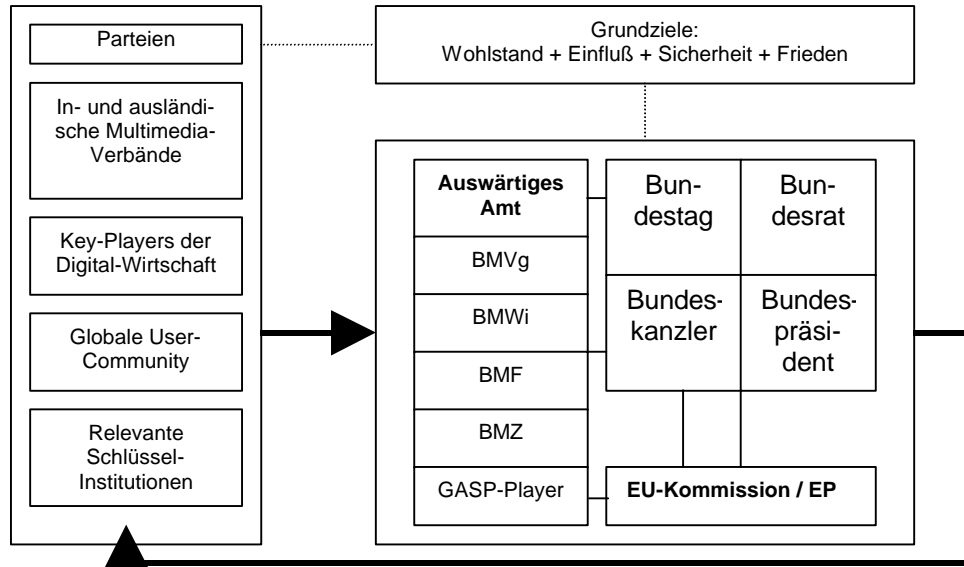 Parteien
In- und ausländi-
sche Multimedia-
Verbände
Key-Players der
Digital-Wirtschaft
Globale User-
Community
Relevante
Schlüssel-
Institutionen
Grundziele:
Wohlstand + Einfluß + Sicherheit + Frieden
Auswärtiges
Amt
BMVg
BMWi
BMF
BMZ
GASP-Player
Bun-
destag
Bun-
desrat
Bundes-
kanzler
Bundes-
präsi-
dent
EU-Kommission / EP